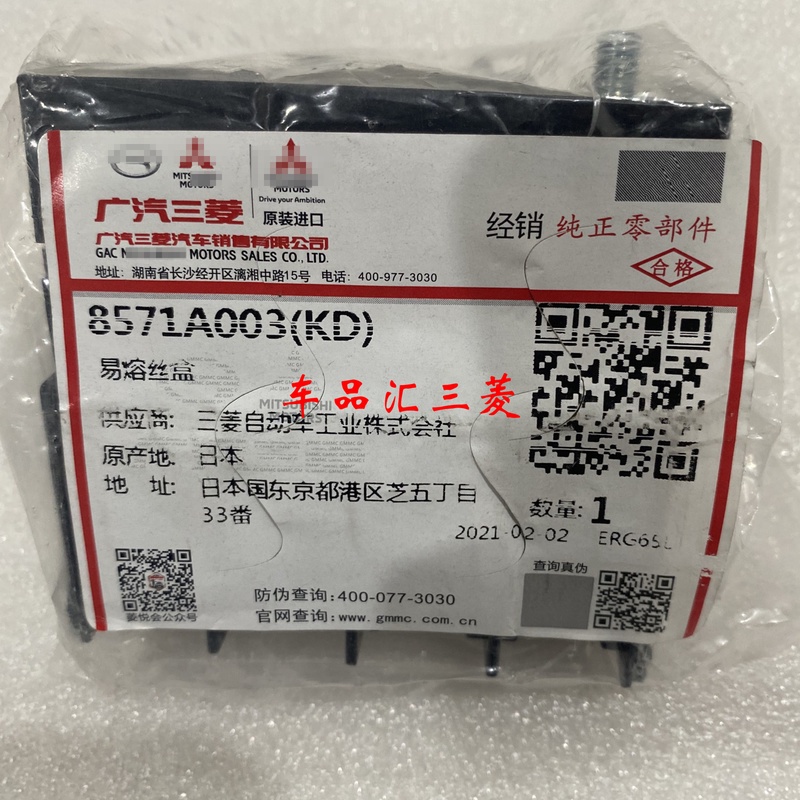 MOTORS
MOTORS
Drive your Ambition
广汽三菱
原装进口
广汽三菱汽车销售有限公司
GAC MOTORS SALES CO., LTD.
地址: 湖南省长沙经开区漓湘中路15号 电话: 400-977-3030
经销 纯正零部件
合格
8571A003(KD)
易熔丝盒
车品汇三菱
MITSUBISHI
供应商: 三菱自动车工业株式会社
原产地: 日本
地 址: 日本国东京都港区芝五丁目
33番
数量: 1
2021-02-02
查询真伪
防伪查询:400-077-3030
官网查询:www.gmmc.com.cn
菱悦会公众号